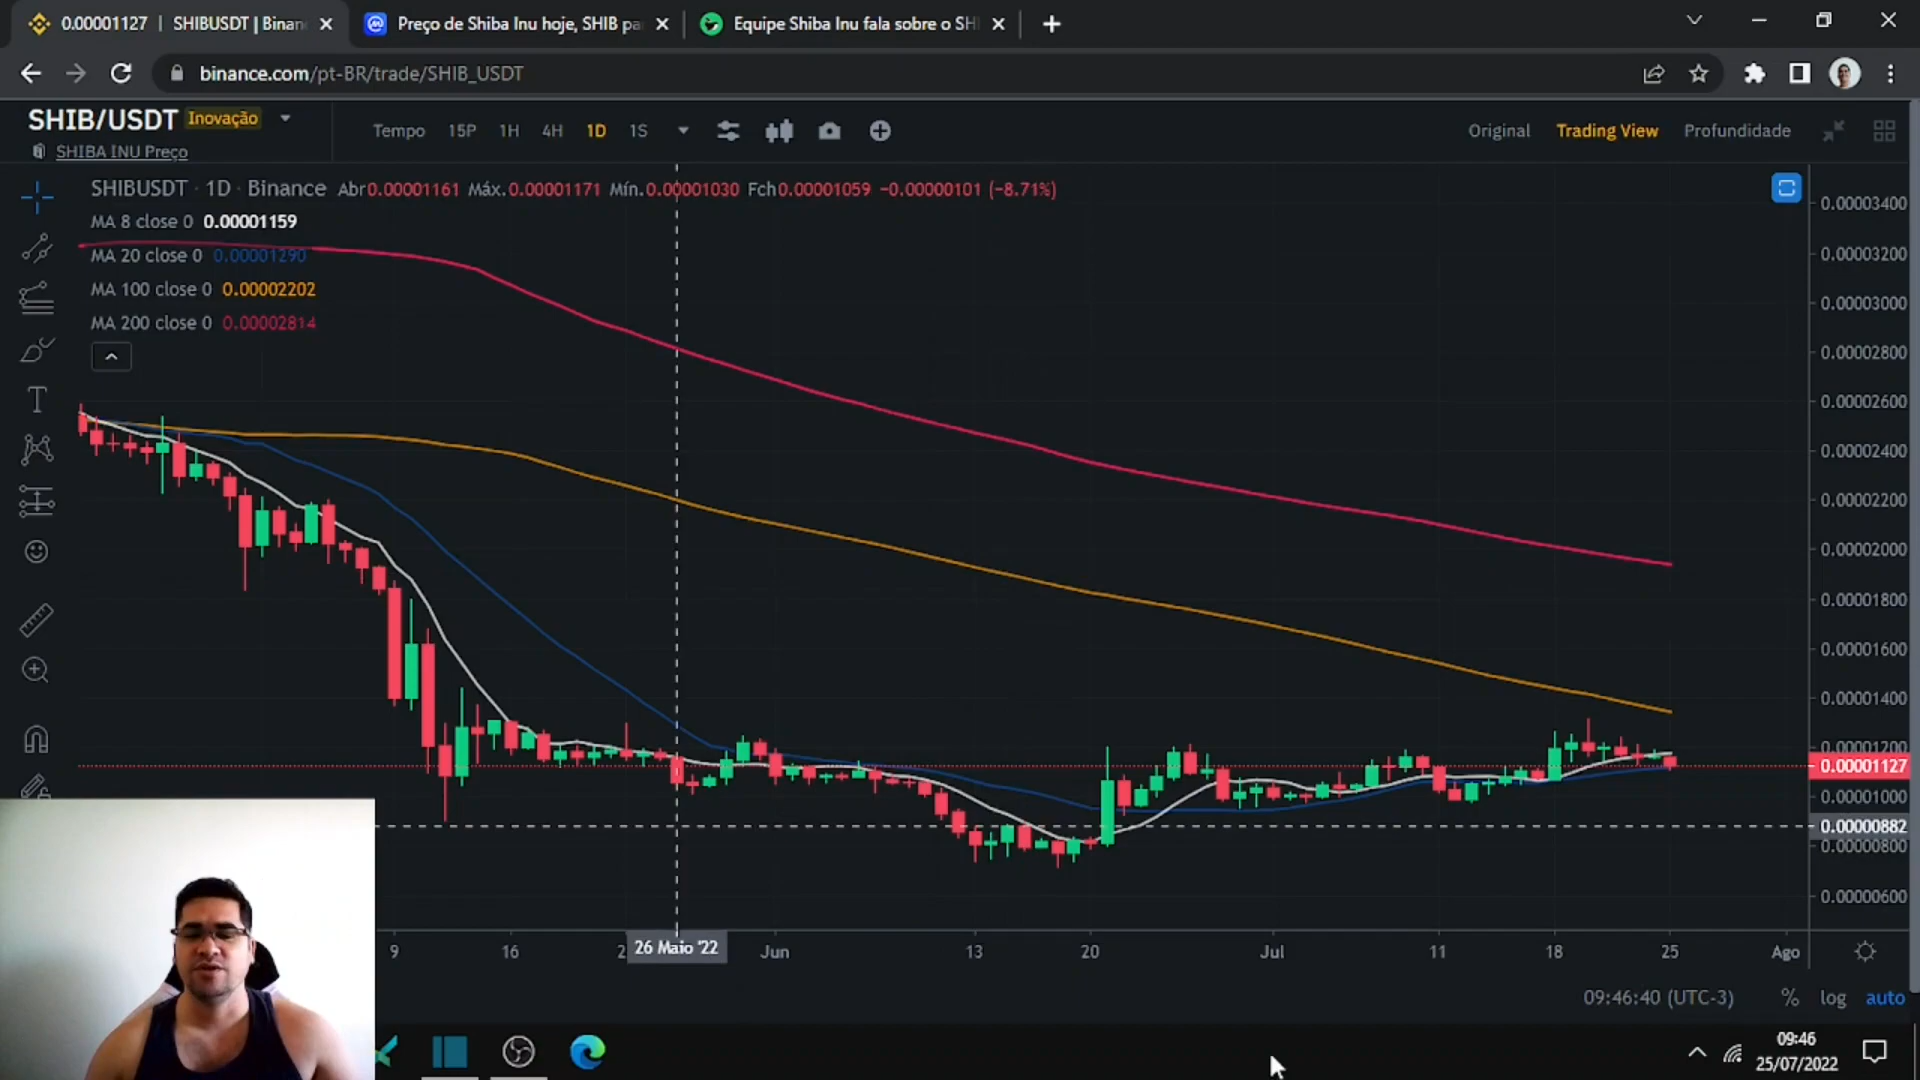 0.00001127 | SHIBUSDT | Binan
Preço de Shiba Inu hoje, SHIB pa
Equipe Shiba Inu fala sobre o SH
binance.com/pt-BR/trade/SHIB_USDT
SHIB/USDT Inovação
SHIBA INU Preço
Tempo 15P 1H 4H 1D 1S
Original Trading View Profundidade
SHIBUSDT · 1D · Binance Abr0.00001161 Máx.0.00001171 Mín.0.00001030 Fch0.00001059 −0.00000101 (−8.71%)
MA 8 close 0 0.00001159
MA 20 close 0 0.00001290
MA 100 close 0 0.00002202
MA 200 close 0 0.00002814
0.00003400
0.00003200
0.00003000
0.00002800
0.00002600
0.00002400
0.00002200
0.00002000
0.00001800
0.00001600
0.00001400
0.00001200
0.00001127
0.00001000
0.00000882
0.00000800
0.00000600
9 16 2 26 Maio '22 Jun 13 20 Jul 11 18 25 Ago
09:46:40 (UTC-3) % log auto
09:46
25/07/2022